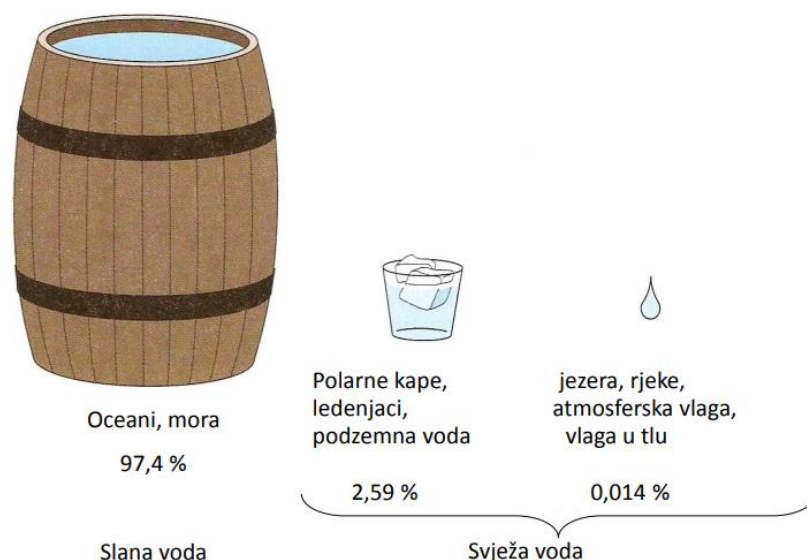 Oceani, mora
97,4 %
Slana voda
Polarne kape,
ledenjaci,
podzemna voda
2,59 %
jezera, rjeke,
atmosferska vlaga,
vlaga u tlu
0,014 %
Svježa voda